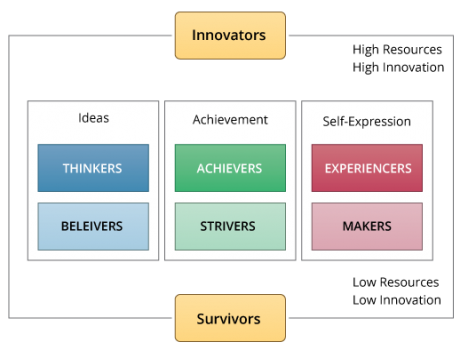 Innovators
High Resources
High Innovation
Ideas
Achievement
Self-Expression
THINKERS
ACHIEVERS
EXPERIENCERS
BELEIVERS
STRIVERS
MAKERS
Low Resources
Low Innovation
Survivors